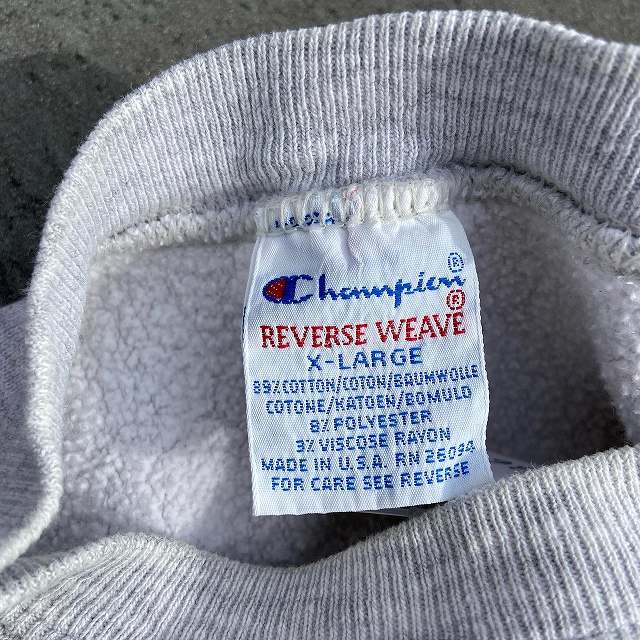 Champion®
REVERSE WEAVE®
X-LARGE
89%COTTON/COTON/BAUMWOLLE
COTONE/KATOEN/BOMULD
8% POLYESTER
3% VISCOSE RAYON
MADE IN U.S.A. RN 26094
FOR CARE SEE REVERSE